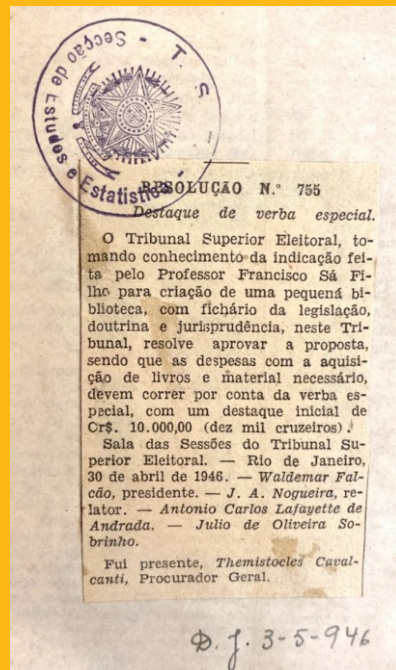 T. S.
Secção de Estudos e Estatistica
RESOLUÇÃO N.° 755
Destaque de verba especial.
O Tribunal Superior Eleitoral, to-
mando conhecimento da indicação fei-
ta pelo Professor Francisco Sá Fi-
lho para criação de uma pequená bi-
blioteca, com fichário da legislação,
doutrina e jurisprudência, neste Tri-
bunal, resolve aprovar a proposta,
sendo que as despesas com a aquisi-
ção de livros e material necessário,
devem correr por conta da verba es-
pecial, com um destaque inicial de
Cr$. 10.000,00 (dez mil cruzeiros).
Sala das Sessões do Tribunal Su-
perior Eleitoral. — Rio de Janeiro,
30 de abril de 1946. — Waldemar Fal-
cão, presidente. — J. A. Nogueira, re-
lator. — Antonio Carlos Lafayette de
Andrada. — Julio de Oliveira So-
brinho.
Fui presente, Themistocles Caval-
canti, Procurador Geral.
D. J. 3-5-946